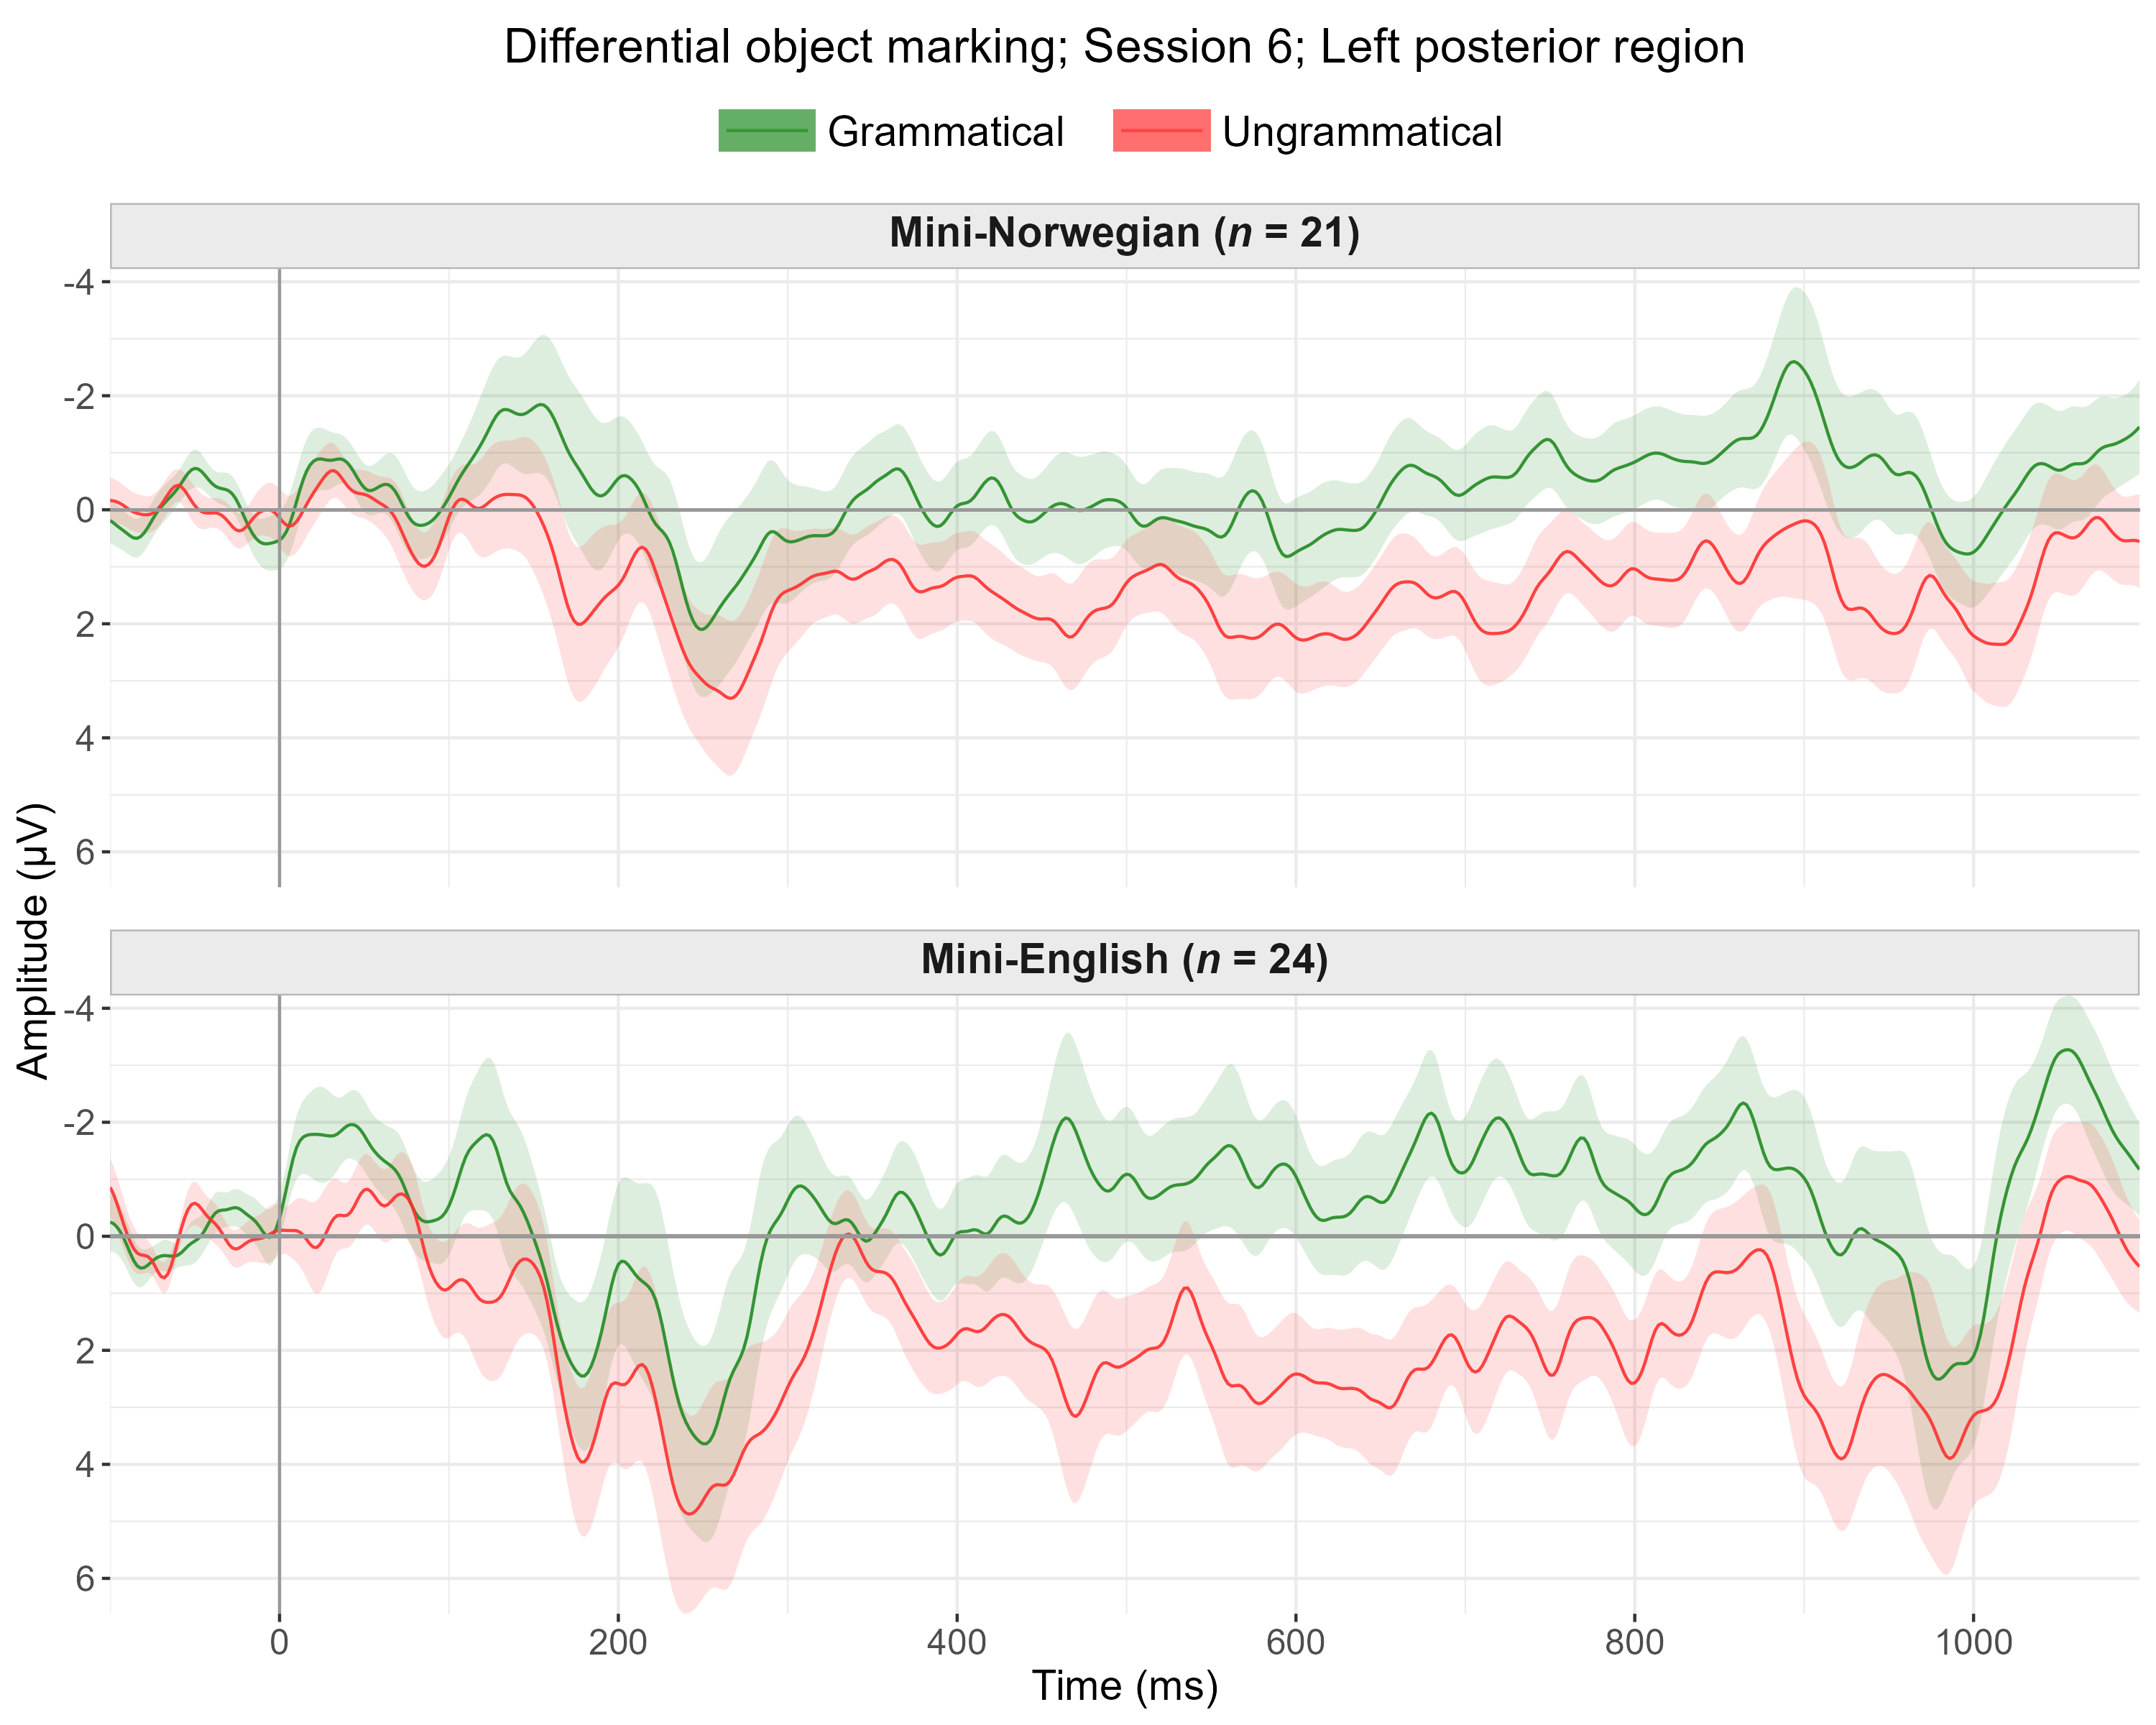 Differential object marking; Session 6; Left posterior region
Grammatical Ungrammatical
Mini-Norwegian (n = 21)
-4
-2
0
2
4
6
Amplitude (µV)
Mini-English (n = 24)
-4
-2
0
2
4
6
0 200 400 600 800 1000
Time (ms)